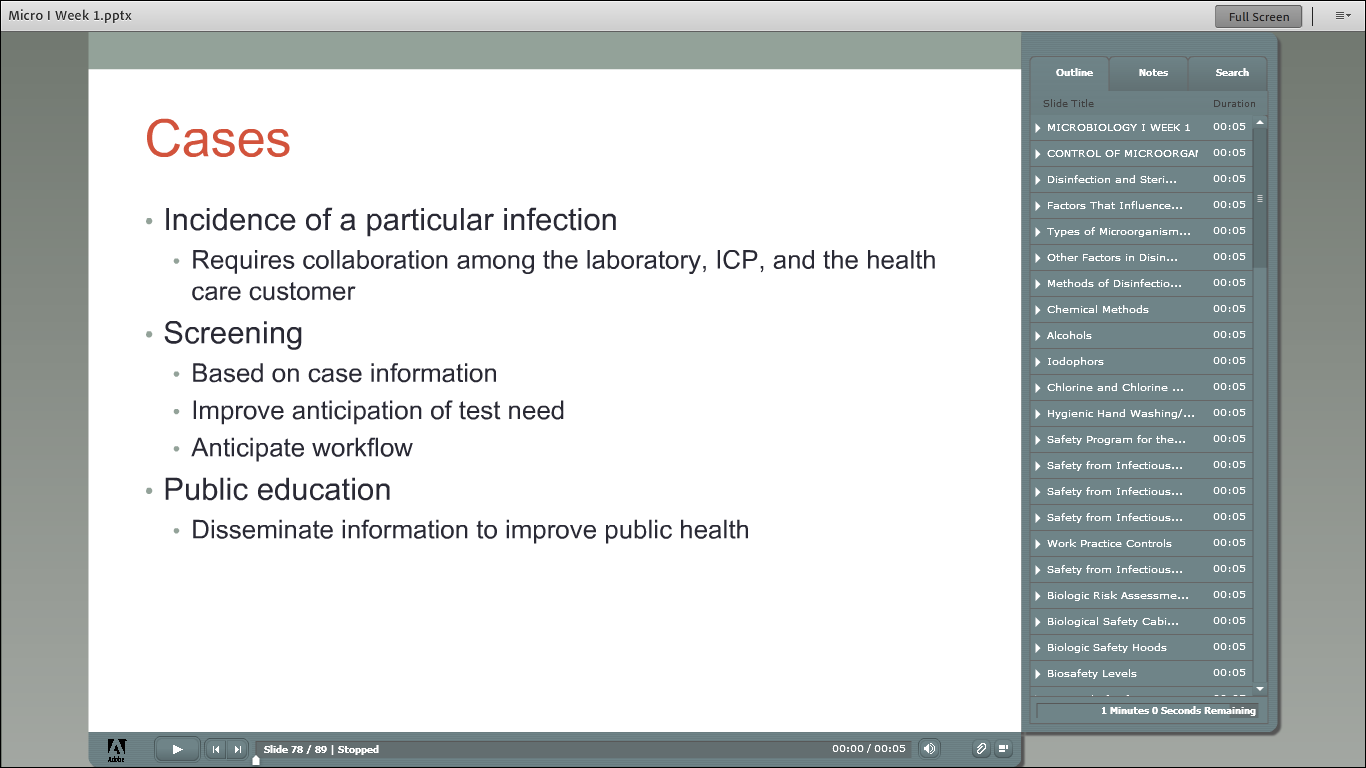 Micro I Week 1.pptx
Full Screen
Cases
• Incidence of a particular infection
• Requires collaboration among the laboratory, ICP, and the health
care customer
• Screening
• Based on case information
• Improve anticipation of test need
• Anticipate workflow
• Public education
• Disseminate information to improve public health
Outline Notes Search
Slide Title Duration
MICROBIOLOGY I WEEK 1 00:05
CONTROL OF MICROORGAN 00:05
Disinfection and Steri... 00:05
Factors That Influence... 00:05
Types of Microorganism... 00:05
Other Factors in Disin... 00:05
Methods of Disinfectio... 00:05
Chemical Methods 00:05
Alcohols 00:05
Iodophors 00:05
Chlorine and Chlorine ... 00:05
Hygienic Hand Washing/... 00:05
Safety Program for the... 00:05
Safety from Infectious... 00:05
Safety from Infectious... 00:05
Safety from Infectious... 00:05
Work Practice Controls 00:05
Safety from Infectious... 00:05
Biologic Risk Assessme... 00:05
Biological Safety Cabi... 00:05
Biologic Safety Hoods 00:05
Biosafety Levels 00:05
1 Minutes 0 Seconds Remaining
Adobe
Slide 78 / 89 | Stopped 00:00 / 00:05